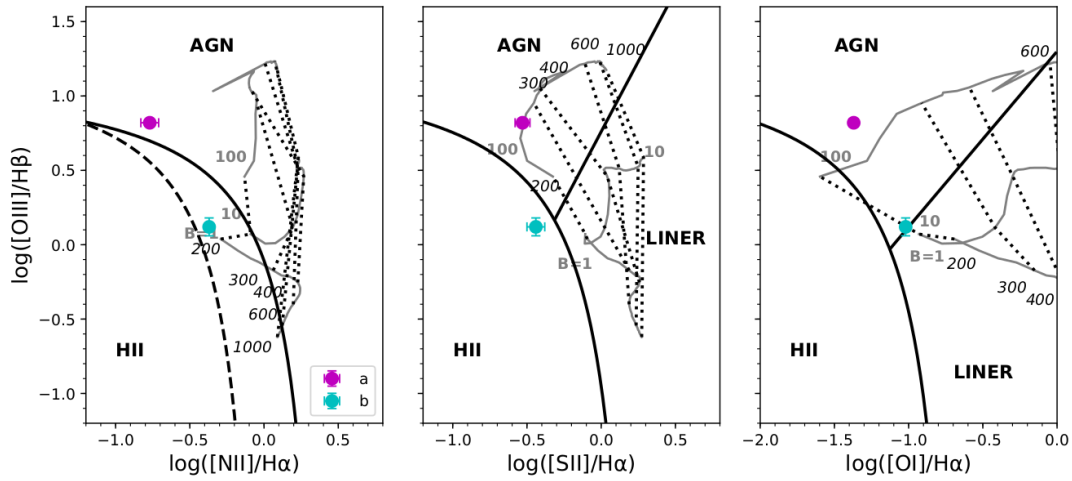 log([OIII]/Hβ)
1.5
1.0
0.5
0.0
−0.5
−1.0
AGN
100
10
B=1
200
300
400
600
1000
HII
a
b
−1.0
−0.5
0.0
0.5
log([NII]/Hα)
AGN
600
1000
400
300
100
10
200
LINER
B=1
HII
−1.0
−0.5
0.0
0.5
log([SII]/Hα)
AGN
600
100
10
B=1
200
300
400
HII
LINER
−2.0
−1.5
−1.0
−0.5
0.0
log([OI]/Hα)